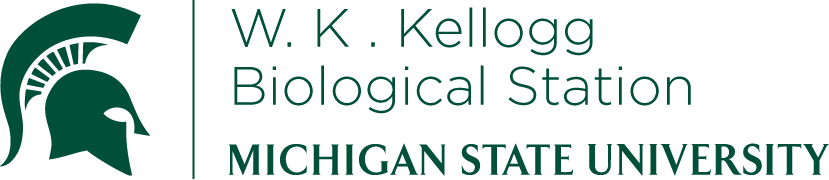 W. K . Kellogg
Biological Station
MICHIGAN STATE UNIVERSITY